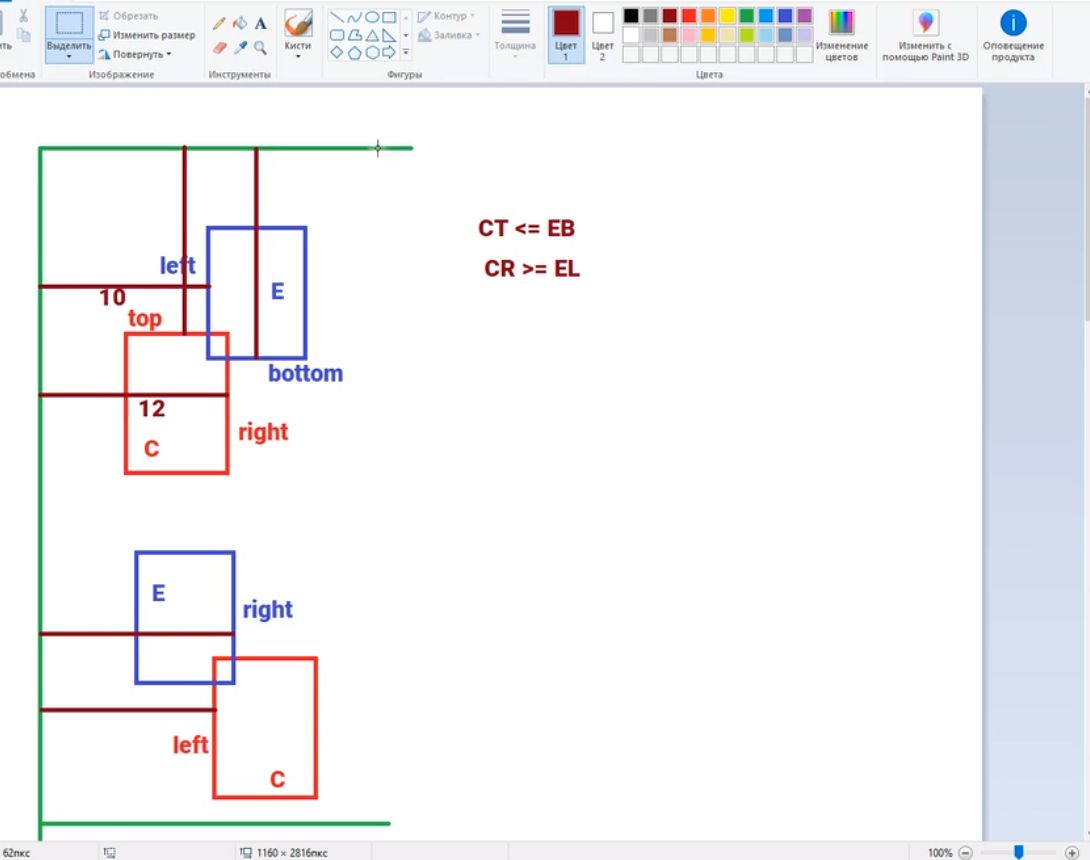 ть
обмена
Выделить
Обрезать
Изменить размер
Повернуть
Изображение
A
Инструменты
Кисти
Контур
Заливка
Фигуры
Толщина
Цвет
1
Цвет
2
Цвета
Изменение
цветов
Изменить с
помощью Paint 3D
Оповещение
продукта
CT <= EB
left
CR >= EL
E
10
top
bottom
12
right
C
E
right
left
C
62пкс
1160 × 2816пкс
100%